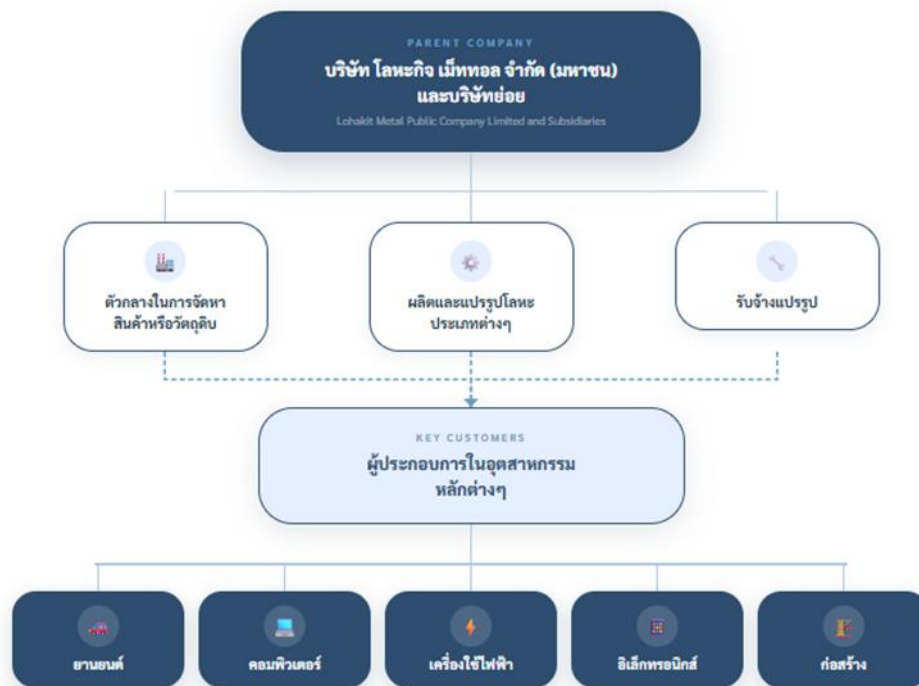 PARENT COMPANY
บริษัท โลหะกิจ เม็ททอล จำกัด (มหาชน)
และบริษัทย่อย
Lohakit Metal Public Company Limited and Subsidiaries
ตัวกลางในการจัดหา
สินค้าหรือวัตถุดิบ
ผลิตและแปรรูปโลหะ
ประเภทต่างๆ
รับจ้างแปรรูป
KEY CUSTOMERS
ผู้ประกอบการในอุตสาหกรรม
หลักต่างๆ
ยานยนต์
คอมพิวเตอร์
เครื่องใช้ไฟฟ้า
อิเล็กทรอนิกส์
ก่อสร้าง